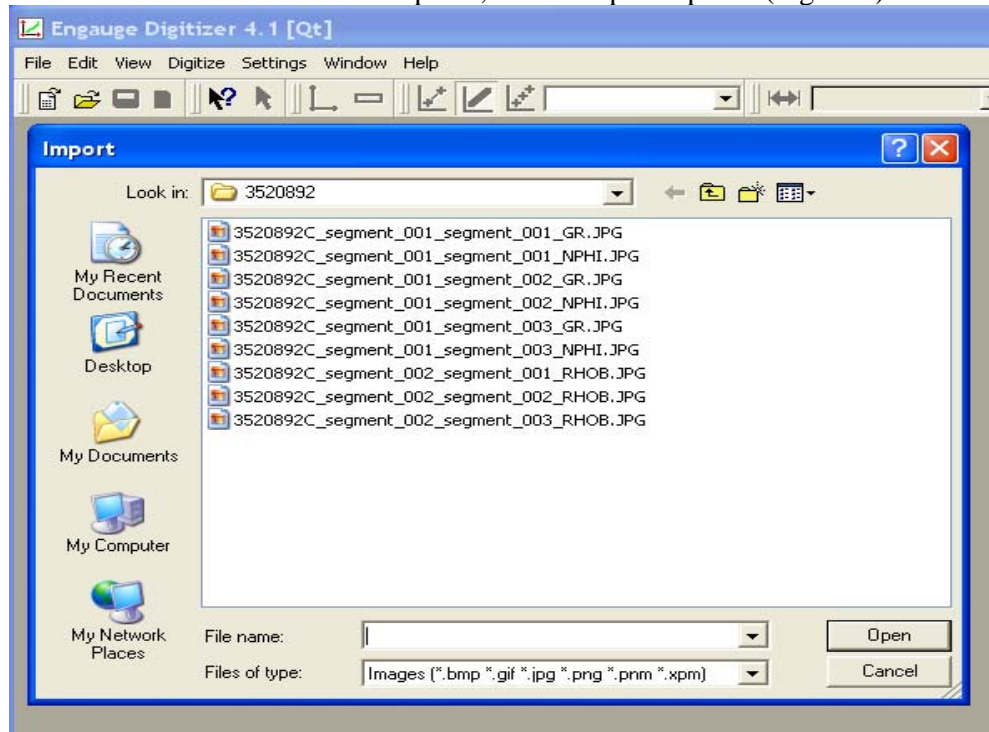 Engauge Digitizer 4.1 [Qt]
File Edit View Digitize Settings Window Help
Import
Look in: 3520892
3520892C_segment_001_segment_001_GR.JPG
3520892C_segment_001_segment_001_NPHI.JPG
3520892C_segment_001_segment_002_GR.JPG
3520892C_segment_001_segment_002_NPHI.JPG
3520892C_segment_001_segment_003_GR.JPG
3520892C_segment_001_segment_003_NPHI.JPG
3520892C_segment_002_segment_001_RHOB.JPG
3520892C_segment_002_segment_002_RHOB.JPG
3520892C_segment_002_segment_003_RHOB.JPG
My Recent
Documents
Desktop
My Documents
My Computer
My Network
Places
File name:
Open
Files of type: Images (*.bmp *.gif *.jpg *.png *.pnm *.xpm)
Cancel